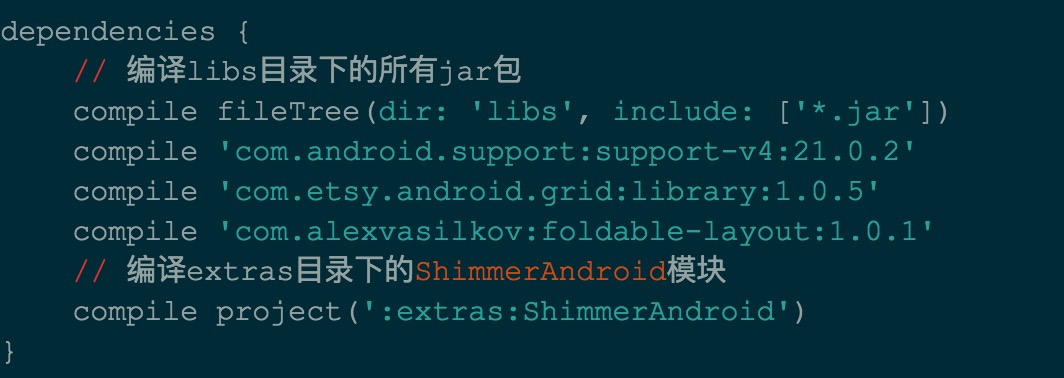 dependencies {
// 编译libs目录下的所有jar包
compile fileTree(dir: 'libs', include: ['*.jar'])
compile 'com.android.support:support-v4:21.0.2'
compile 'com.etsy.android.grid:library:1.0.5'
compile 'com.alexvasilkov:foldable-layout:1.0.1'
// 编译extras目录下的ShimmerAndroid模块
compile project(':extras:ShimmerAndroid')
}